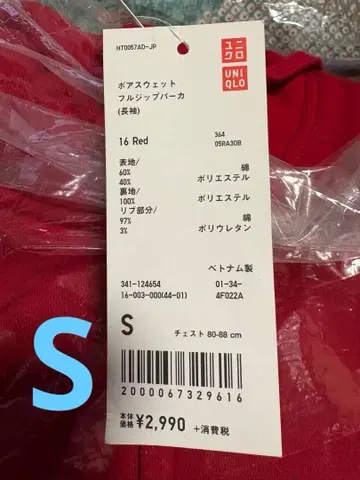 HT0057AD-JP
ユニ
クロ
UNI
QLO
ボアスウェット
フルジップパーカ
(長袖)
16 Red
364
05RA30B
表地/
60% 綿
40% ポリエステル
裏地/
100% ポリエステル
リブ部分/
97% 綿
3% ポリウレタン
ベトナム製
341-124654 01-34-
16-003-000(44-01) 4F022A
S
チェスト 80-88 cm
2000067329616
本体
価格 ¥2,990 +消費税
S